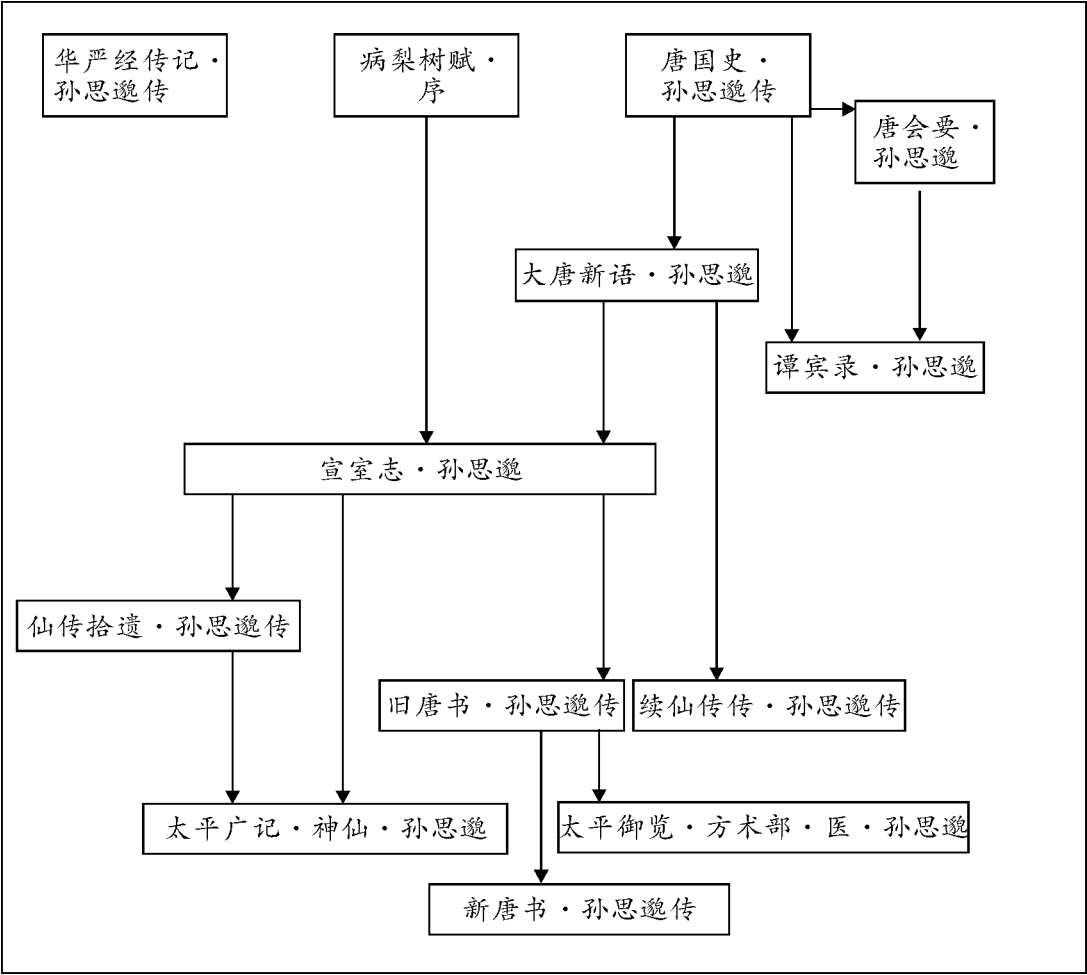 华严经传记·
孙思邈传
病梨树赋·
序
唐国史·
孙思邈传
唐会要·
孙思邈
大唐新语·孙思邈
谭宾录·孙思邈
宣室志·孙思邈
仙传拾遗·孙思邈传
旧唐书·孙思邈传
续仙传传·孙思邈传
太平广记·神仙·孙思邈
太平御览·方术部·医·孙思邈
新唐书·孙思邈传